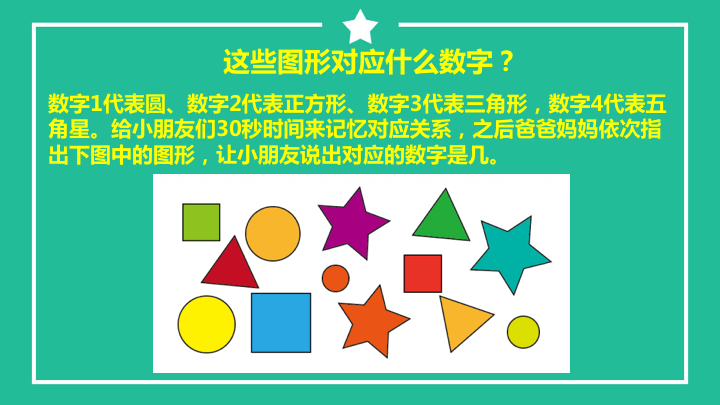 这些图形对应什么数字？
数字1代表圆、数字2代表正方形、数字3代表三角形，数字4代表五
角星。给小朋友们30秒时间来记忆对应关系，之后爸爸妈妈依次指
出下图中的图形，让小朋友说出对应的数字是几。